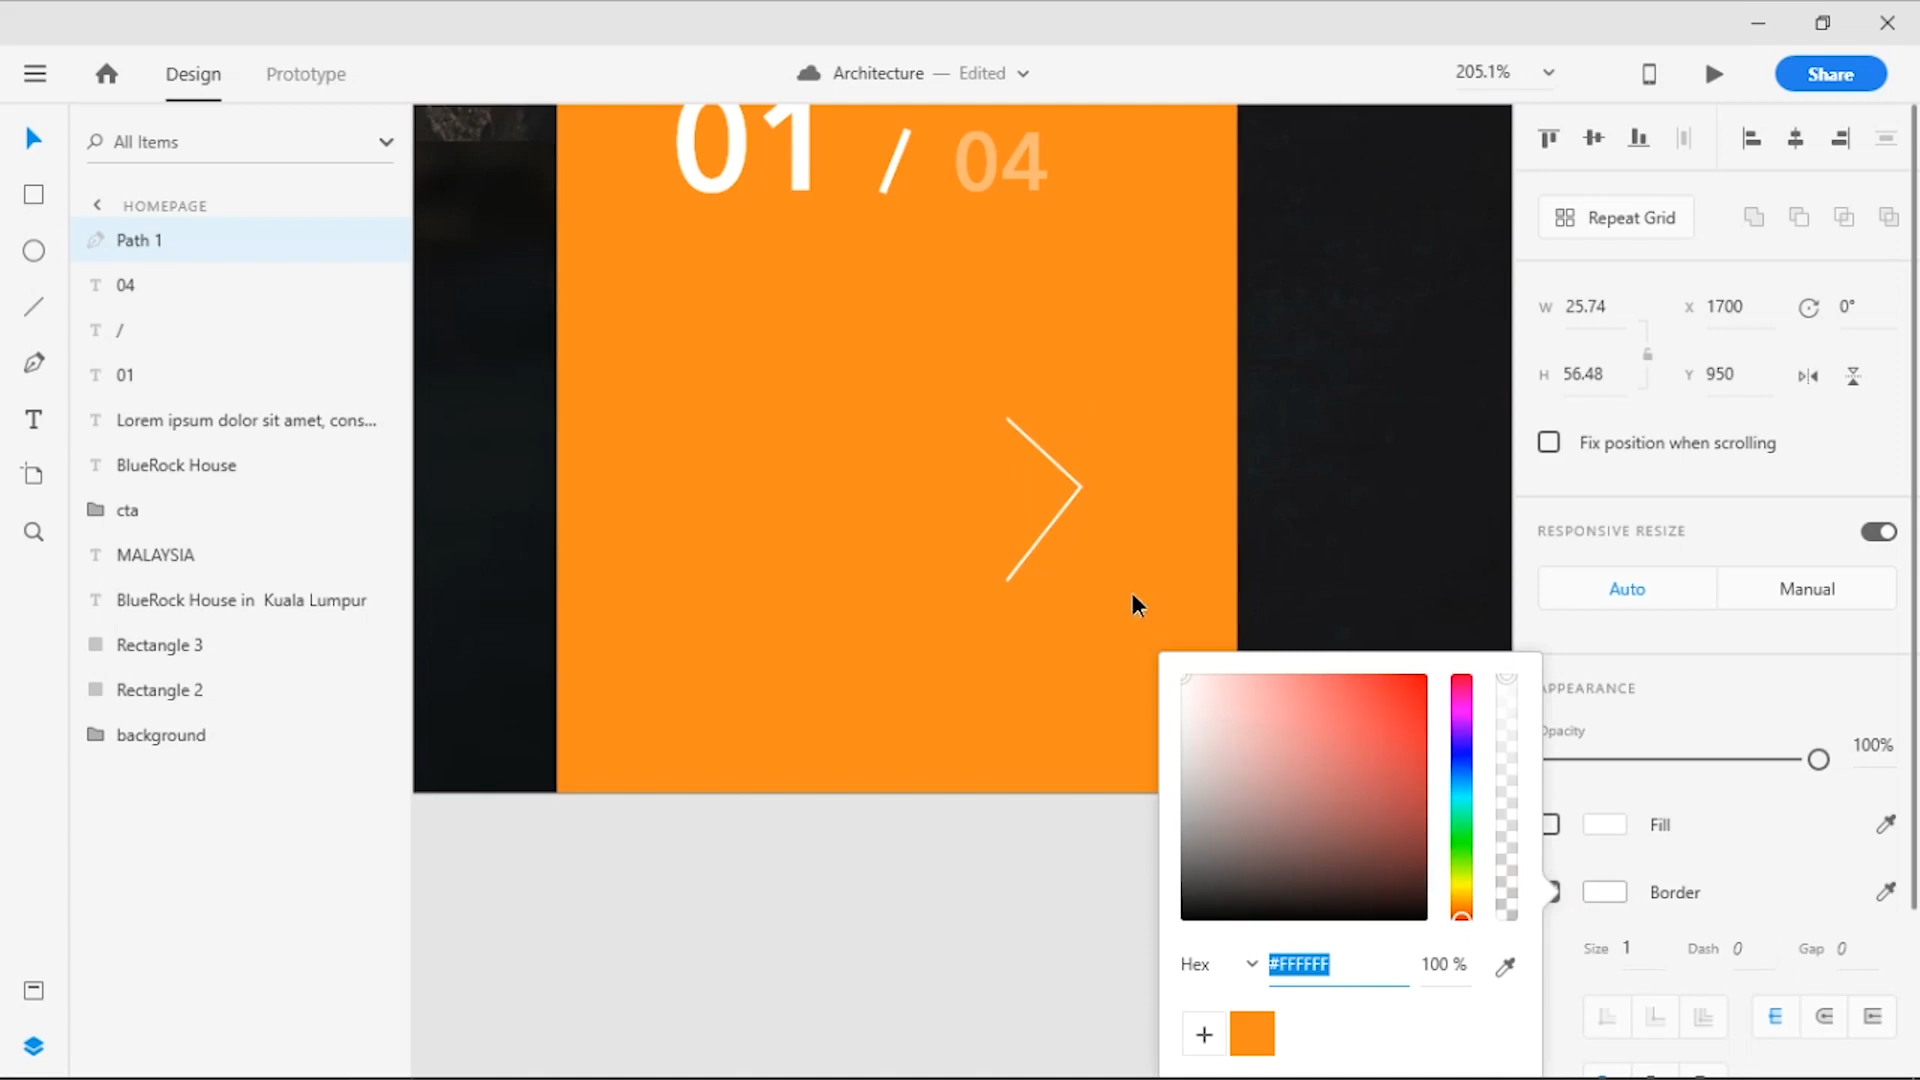 Design
Prototype
Architecture — Edited
205.1%
Share
All Items
HOMEPAGE
Path 1
T 04
T /
T 01
T Lorem ipsum dolor sit amet, cons...
T BlueRock House
cta
T MALAYSIA
T BlueRock House in Kuala Lumpur
Rectangle 3
Rectangle 2
background
T
01 / 04
Repeat Grid
W 25.74
X 1700
0°
H 56.48
Y 950
Fix position when scrolling
RESPONSIVE RESIZE
Auto
Manual
APPEARANCE
Opacity
100%
Fill
Border
Size 1
Dash 0
Gap 0
Hex
#FFFFFF
100 %
+